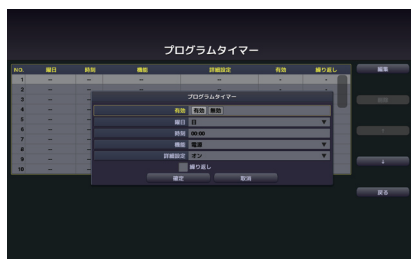 プログラムタイマー
NO. 曜日 時刻 機能 詳細設定 有効 繰り返し 編集
1 - - - - - -
2 - - - - - -
3 -
4 -
5 -
6 -
7 -
8 -
9 -
10 -
プログラムタイマー
有効 有効 無効
曜日 日 ▼
時刻 00:00
機能 電源 ▼
詳細設定 オン ▼
繰り返し
確定 取消
↑
↓
戻る